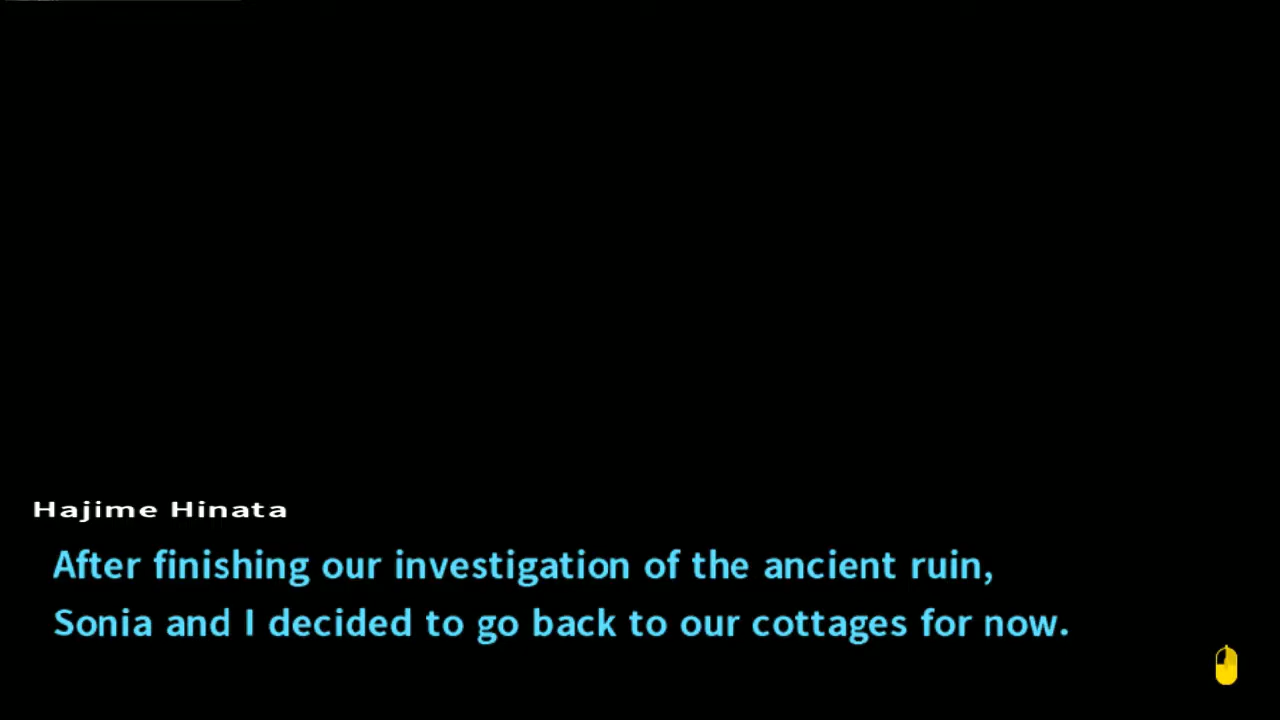 Hajime Hinata
After finishing our investigation of the ancient ruin,
Sonia and I decided to go back to our cottages for now.